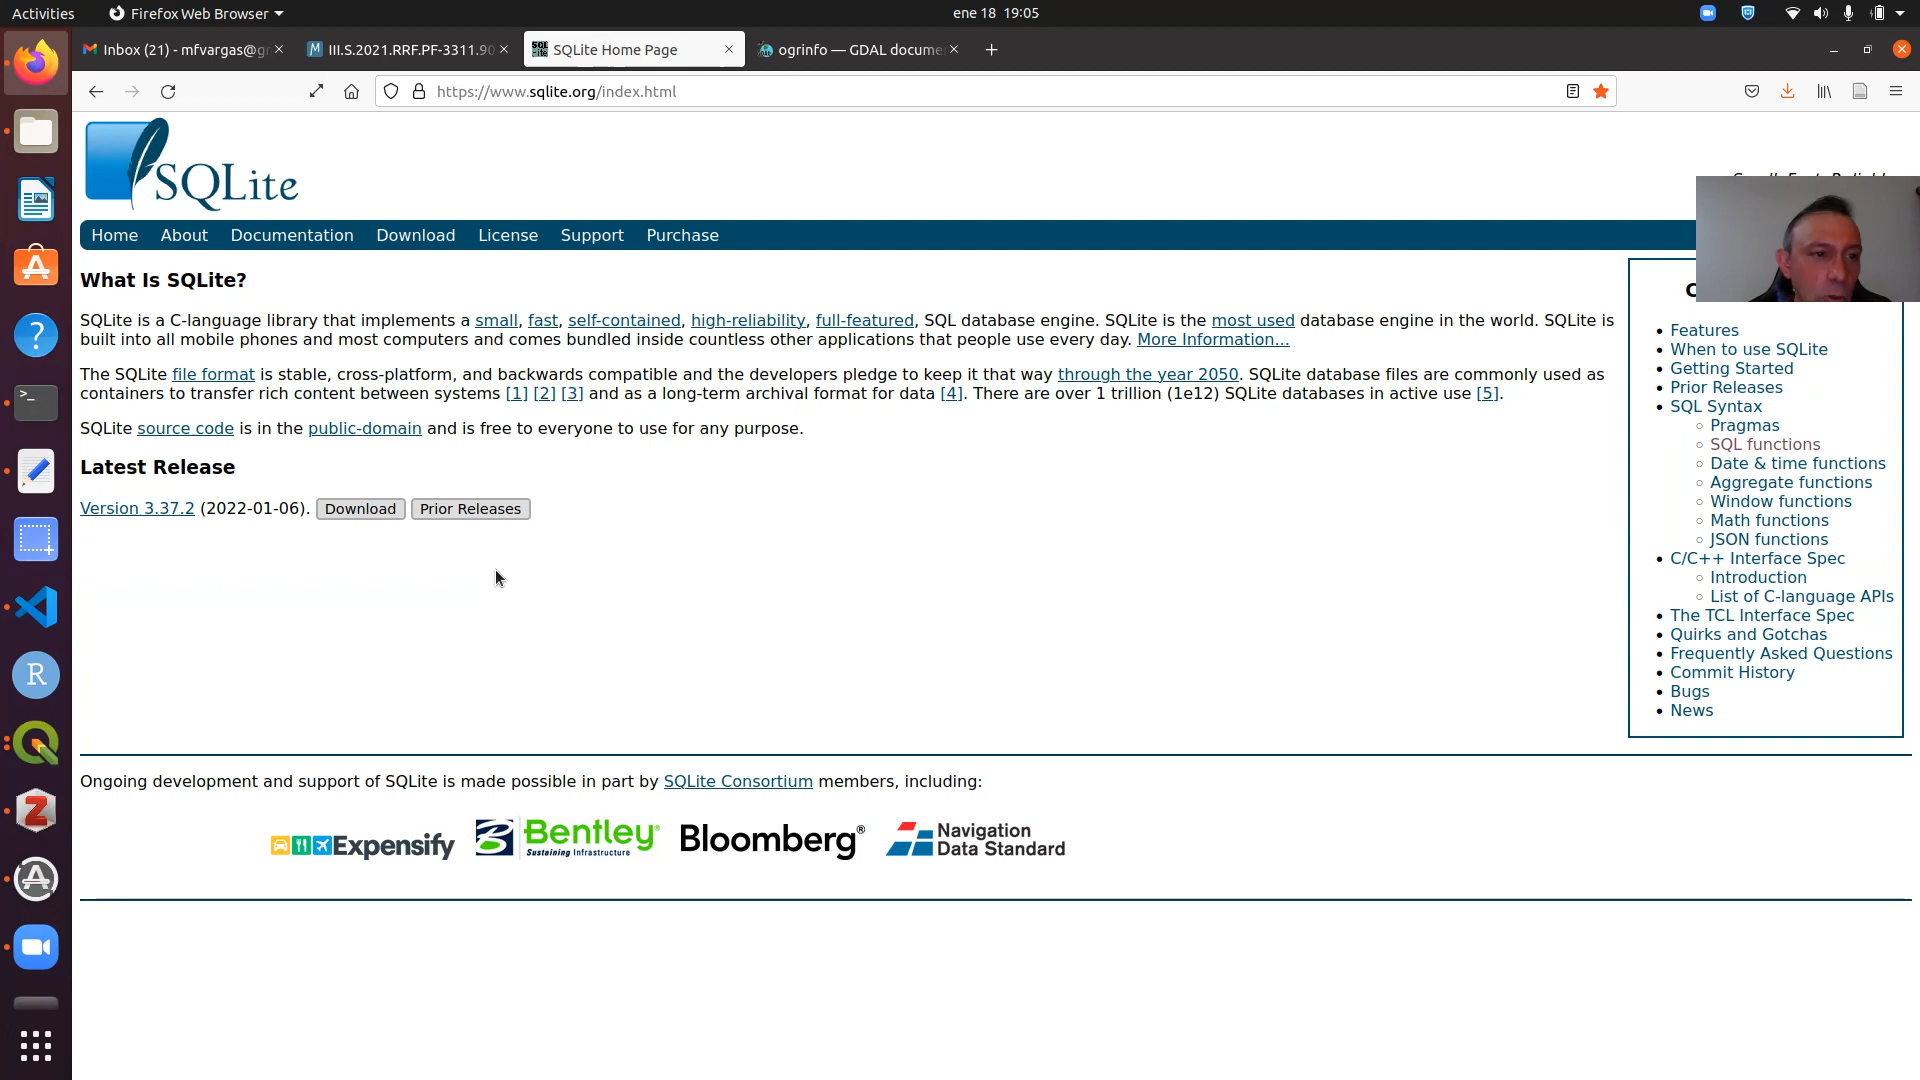 Activities
Firefox Web Browser
ene 18 19:05
Inbox (21) - mfvargas@g
III.S.2021.RRF.PF-3311.90
SQLite Home Page
ogrinfo — GDAL docume
https://www.sqlite.org/index.html
SQLite
Home About Documentation Download License Support Purchase
What Is SQLite?
SQLite is a C-language library that implements a small, fast, self-contained, high-reliability, full-featured, SQL database engine. SQLite is the most used database engine in the world. SQLite is
built into all mobile phones and most computers and comes bundled inside countless other applications that people use every day. More Information...
The SQLite file format is stable, cross-platform, and backwards compatible and the developers pledge to keep it that way through the year 2050. SQLite database files are commonly used as
containers to transfer rich content between systems [1] [2] [3] and as a long-term archival format for data [4]. There are over 1 trillion (1e12) SQLite databases in active use [5].
SQLite source code is in the public-domain and is free to everyone to use for any purpose.
Latest Release
Version 3.37.2 (2022-01-06). Download Prior Releases
Features
When to use SQLite
Getting Started
Prior Releases
SQL Syntax
Pragmas
SQL functions
Date & time functions
Aggregate functions
Window functions
Math functions
JSON functions
C/C++ Interface Spec
Introduction
List of C-language APIs
The TCL Interface Spec
Quirks and Gotchas
Frequently Asked Questions
Commit History
Bugs
News
Ongoing development and support of SQLite is made possible in part by SQLite Consortium members, including:
Expensify
Bentley®
Sustaining Infrastructure
Bloomberg®
Navigation
Data Standard